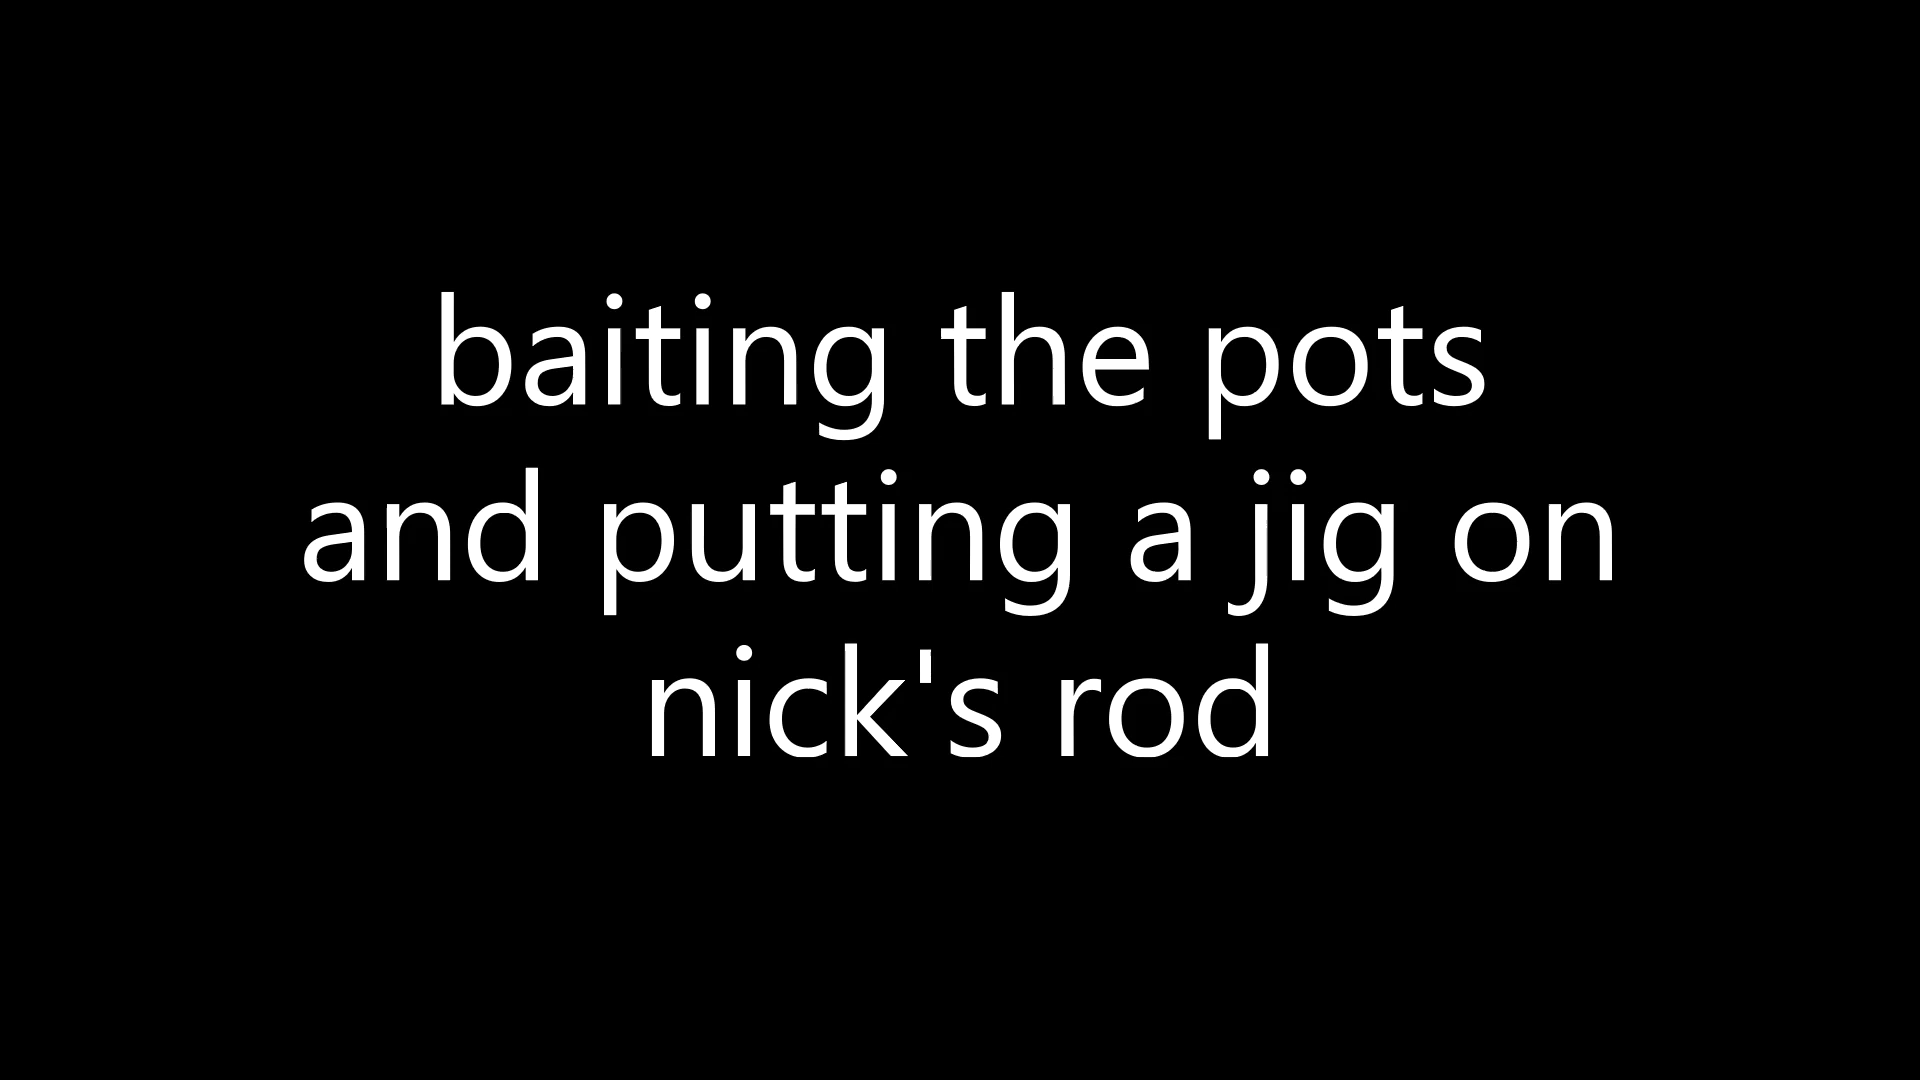 baiting the pots
and putting a jig on
nick's rod